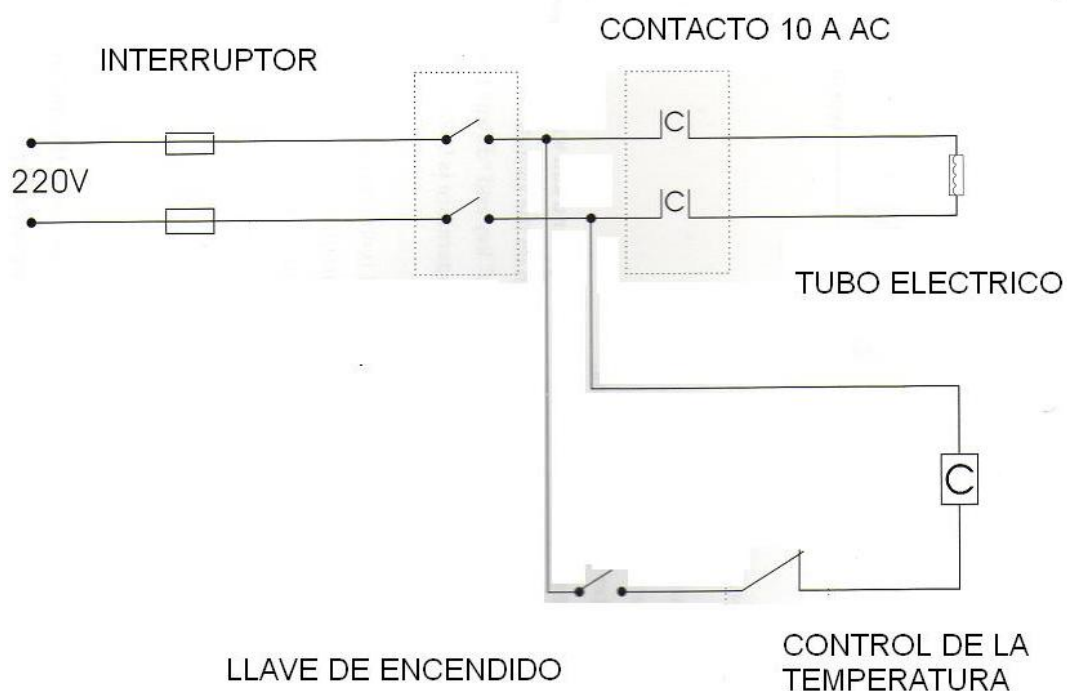 CONTACTO 10 A AC
INTERRUPTOR
C
220V
C
TUBO ELECTRICO
C
LLAVE DE ENCENDIDO
CONTROL DE LA
TEMPERATURA